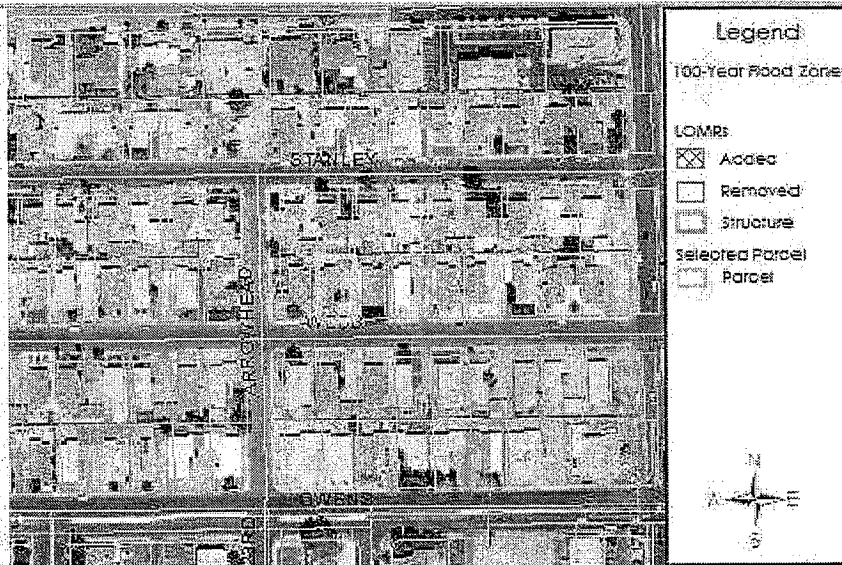 STANLEY
ARROWHEAD
OWENS
Legend
100-Year Flood Zone
LOMRs
Added
Removed
Structure
Selected Parcel
Parcel
N
E
S